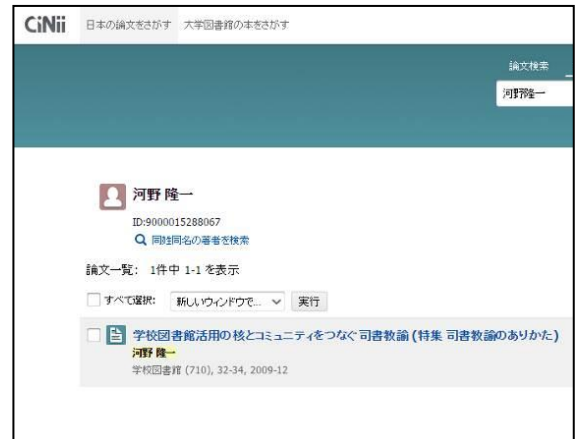 CiNii 日本の論文をさがす 大学図書館の本をさがす
論文検索
河野隆一
河野 隆一
ID:9000015288067
同姓同名の著者を検索
論文一覧: 1件中 1-1 を表示
すべて選択: 新しいウィンドウで... 実行
学校図書館活用の核とコミュニティをつなぐ司書教諭 (特集 司書教諭のありかた)
河野 隆一
学校図書館 (710), 32-34, 2009-12